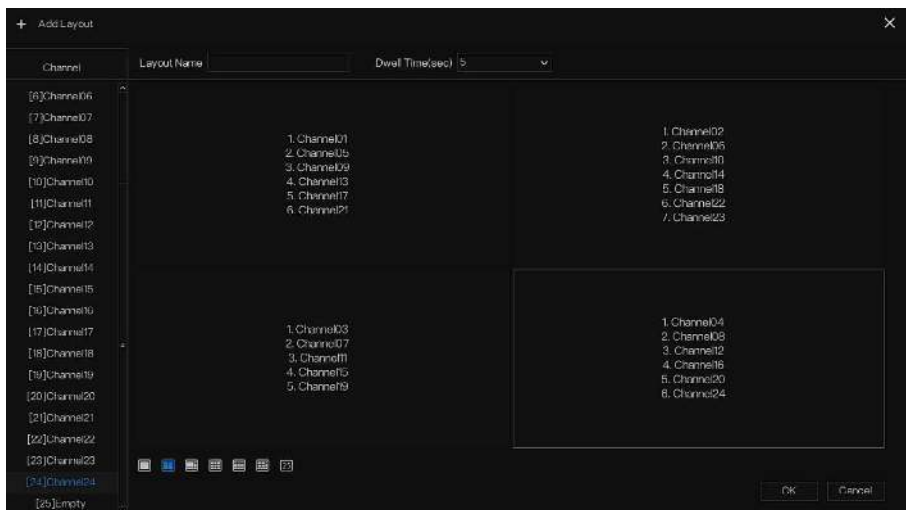 + Add Layout
×
Channel
Layout Name
Dwell Time(sec) 5
[6]Channel06
[7]Channel07
[8]Channel08
[9]Channel09
[10]Channel10
[11]Channel11
[12]Channel12
[13]Channel13
[14]Channel14
[15]Channel15
[16]Channel16
[17]Channel17
[18]Channel18
[19]Channel19
[20]Channel20
[21]Channel21
[22]Channel22
[23]Channel23
[24]Channel24
[25]Empty
1. Channel01
2. Channel05
3. Channel09
4. Channel13
5. Channel17
6. Channel21
1. Channel02
2. Channel06
3. Channel10
4. Channel14
5. Channel18
6. Channel22
7. Channel23
1. Channel03
2. Channel07
3. Channel11
4. Channel15
5. Channel19
1. Channel04
2. Channel08
3. Channel12
4. Channel16
5. Channel20
6. Channel24
25
OK
Cancel